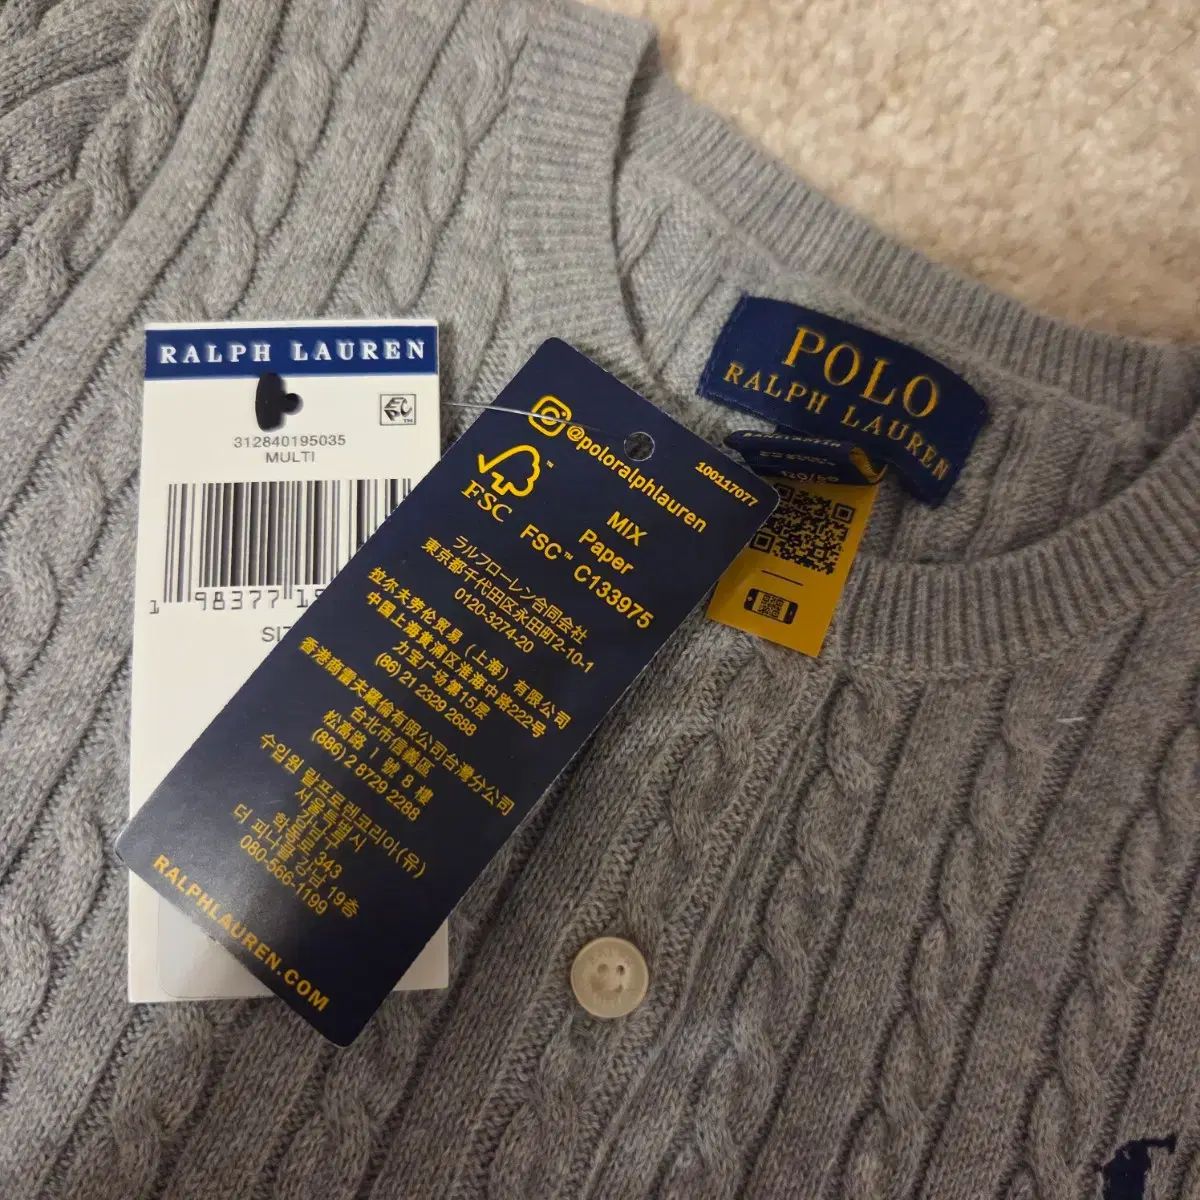 RALPH LAUREN
312840195035
MULTI
1 98377 1
@poloralphlauren
100117077
FSC
MIX
Paper
FSC™ C133975
ラルフローレン合同会社
東京都千代田区永田町2-10-1
0120-3274-20
拉尔夫劳伦贸易（上海）有限公司
中国上海黄浦区淮海中路222号
力宝广场第15层
(86) 21 2329 2688
香港商雷夫羅倫有限公司台灣分公司
台北市信義區
松高路 1 號 8 樓
(886) 2 8729 2288
수입원 랄프로렌코리아(유)
서울특별시
강남구
학동로 343
더 피나클 강남 19층
080-566-1199
RALPHLAUREN.COM
POLO
RALPH LAUREN